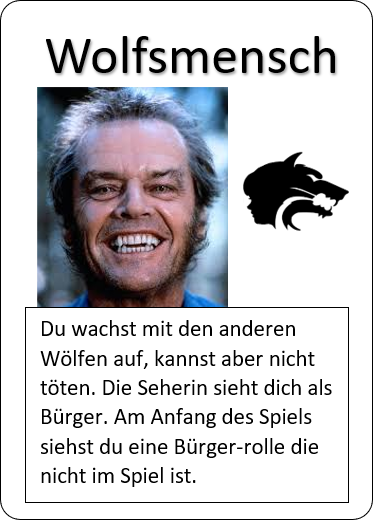 Wolfsmensch
Du wachst mit den anderen
Wölfen auf, kannst aber nicht
töten. Die Seherin sieht dich als
Bürger. Am Anfang des Spiels
siehst du eine Bürger-rolle die
nicht im Spiel ist.